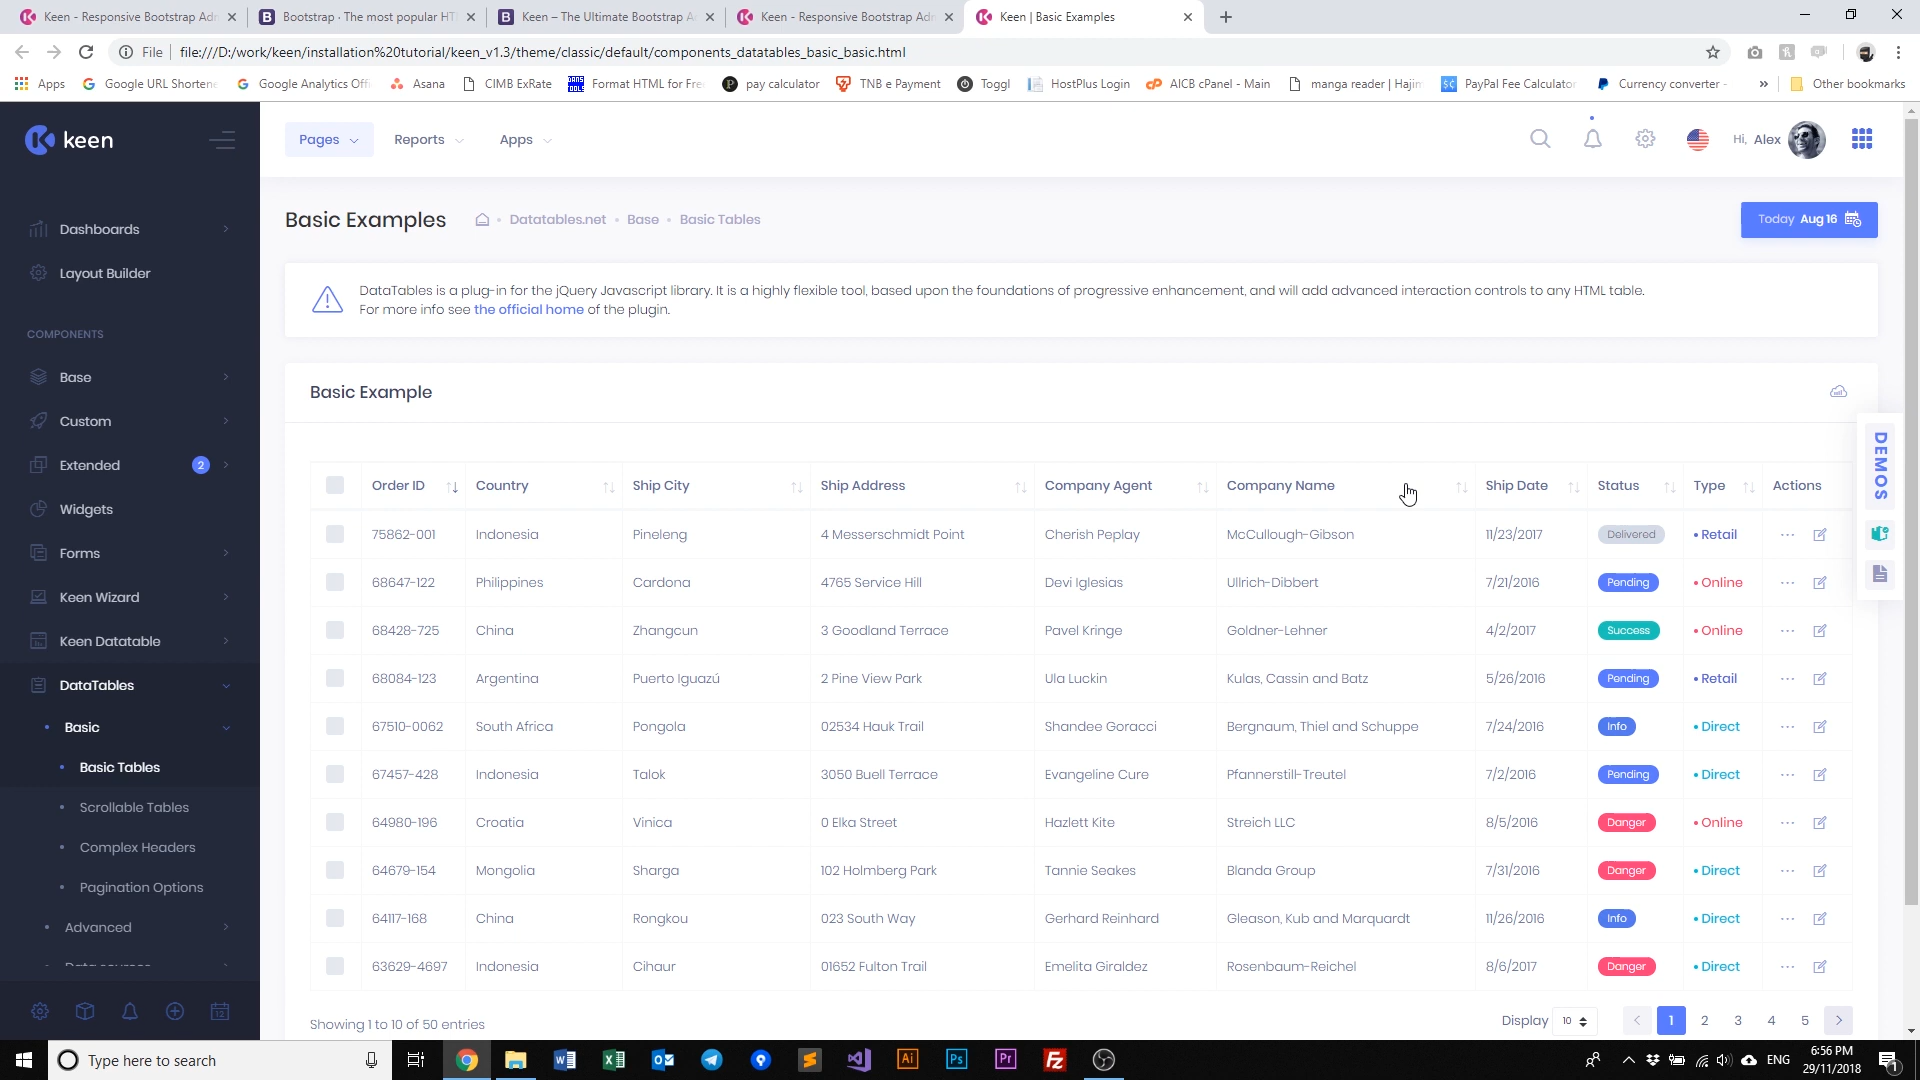 Keen - Responsive Bootstrap Adm
Bootstrap · The most popular HT
Keen – The Ultimate Bootstrap A
Keen - Responsive Bootstrap Adm
Keen | Basic Examples
File
file:///D:/work/keen/installation%20tutorial/keen_v1.3/theme/classic/default/components_datatables_basic_basic.html
Apps
Google URL Shortene
Google Analytics Offi
Asana
CIMB ExRate
Format HTML for Fre
pay calculator
TNB e Payment
Toggl
HostPlus Login
AICB cPanel - Main
manga reader | Hajim
PayPal Fee Calculator
Currency converter -
»
Other bookmarks
keen
Pages
Reports
Apps
Hi, Alex
Dashboards
Layout Builder
COMPONENTS
Base
Custom
Extended 2
Widgets
Forms
Keen Wizard
Keen Datatable
DataTables
Basic
Basic Tables
Scrollable Tables
Complex Headers
Pagination Options
Advanced
Data sources
Basic Examples
Datatables.net • Base • Basic Tables
Today Aug 16
DataTables is a plug-in for the jQuery Javascript library. It is a highly flexible tool, based upon the foundations of progressive enhancement, and will add advanced interaction controls to any HTML table.
For more info see the official home of the plugin.
Basic Example
Order ID Country Ship City Ship Address Company Agent Company Name Ship Date Status Type Actions
75862-001 Indonesia Pineleng 4 Messerschmidt Point Cherish Peplay McCullough-Gibson 11/23/2017 Delivered • Retail
68647-122 Philippines Cardona 4765 Service Hill Devi Iglesias Ullrich-Dibbert 7/21/2016 Pending • Online
68428-725 China Zhangcun 3 Goodland Terrace Pavel Kringe Goldner-Lehner 4/2/2017 Success • Online
68084-123 Argentina Puerto Iguazú 2 Pine View Park Ula Luckin Kulas, Cassin and Batz 5/26/2016 Pending • Retail
67510-0062 South Africa Pongola 02534 Hauk Trail Shandee Goracci Bergnaum, Thiel and Schuppe 7/24/2016 Info • Direct
67457-428 Indonesia Talok 3050 Buell Terrace Evangeline Cure Pfannerstill-Treutel 7/2/2016 Pending • Direct
64980-196 Croatia Vinica 0 Elka Street Hazlett Kite Streich LLC 8/5/2016 Danger • Online
64679-154 Mongolia Sharga 102 Holmberg Park Tannie Seakes Blanda Group 7/31/2016 Danger • Direct
64117-168 China Rongkou 023 South Way Gerhard Reinhard Gleason, Kub and Marquardt 11/26/2016 Info • Direct
63629-4697 Indonesia Cihaur 01652 Fulton Trail Emelita Giraldez Rosenbaum-Reichel 8/6/2017 Danger • Direct
Showing 1 to 10 of 50 entries
Display 10
1 2 3 4 5
DEMOS
Type here to search
ENG
6:56 PM
29/11/2018
1